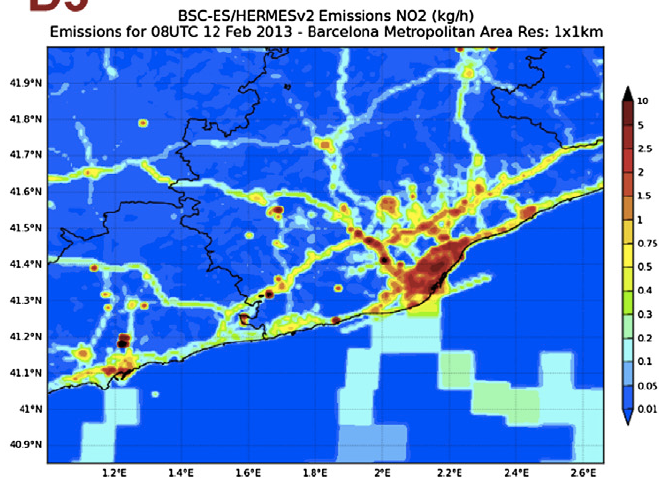 D5
BSC-ES/HERMESv2 Emissions NO2 (kg/h)
Emissions for 08UTC 12 Feb 2013 - Barcelona Metropolitan Area Res: 1x1km
41.9°N
41.8°N
41.7°N
41.6°N
41.5°N
41.4°N
41.3°N
41.2°N
41.1°N
41°N
40.9°N
1.2°E 1.4°E 1.6°E 1.8°E 2°E 2.2°E 2.4°E 2.6°E
10
5
2.5
2
1.5
1
0.75
0.5
0.4
0.3
0.2
0.1
0.05
0.01